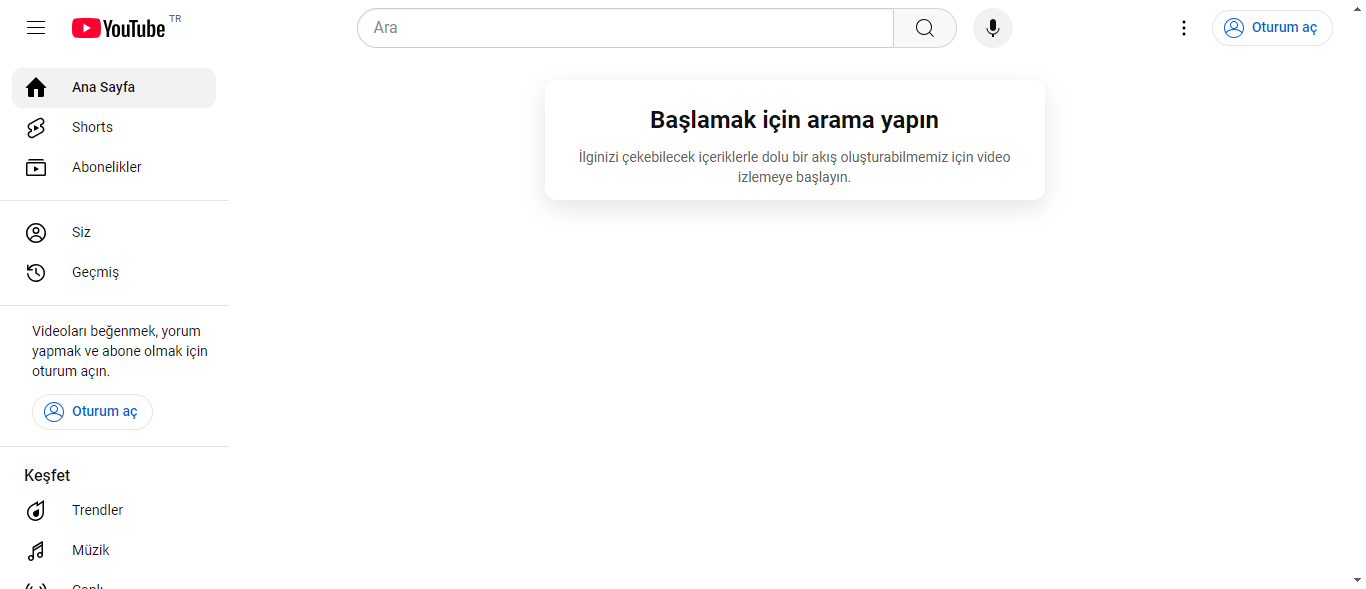 YouTube TR
Ara
Oturum aç
Ana Sayfa
Shorts
Abonelikler
Siz
Geçmiş
Videoları beğenmek, yorum
yapmak ve abone olmak için
oturum açın.
Oturum aç
Keşfet
Trendler
Müzik
Başlamak için arama yapın
İlginizi çekebilecek içeriklerle dolu bir akış oluşturabilmemiz için video
izlemeye başlayın.